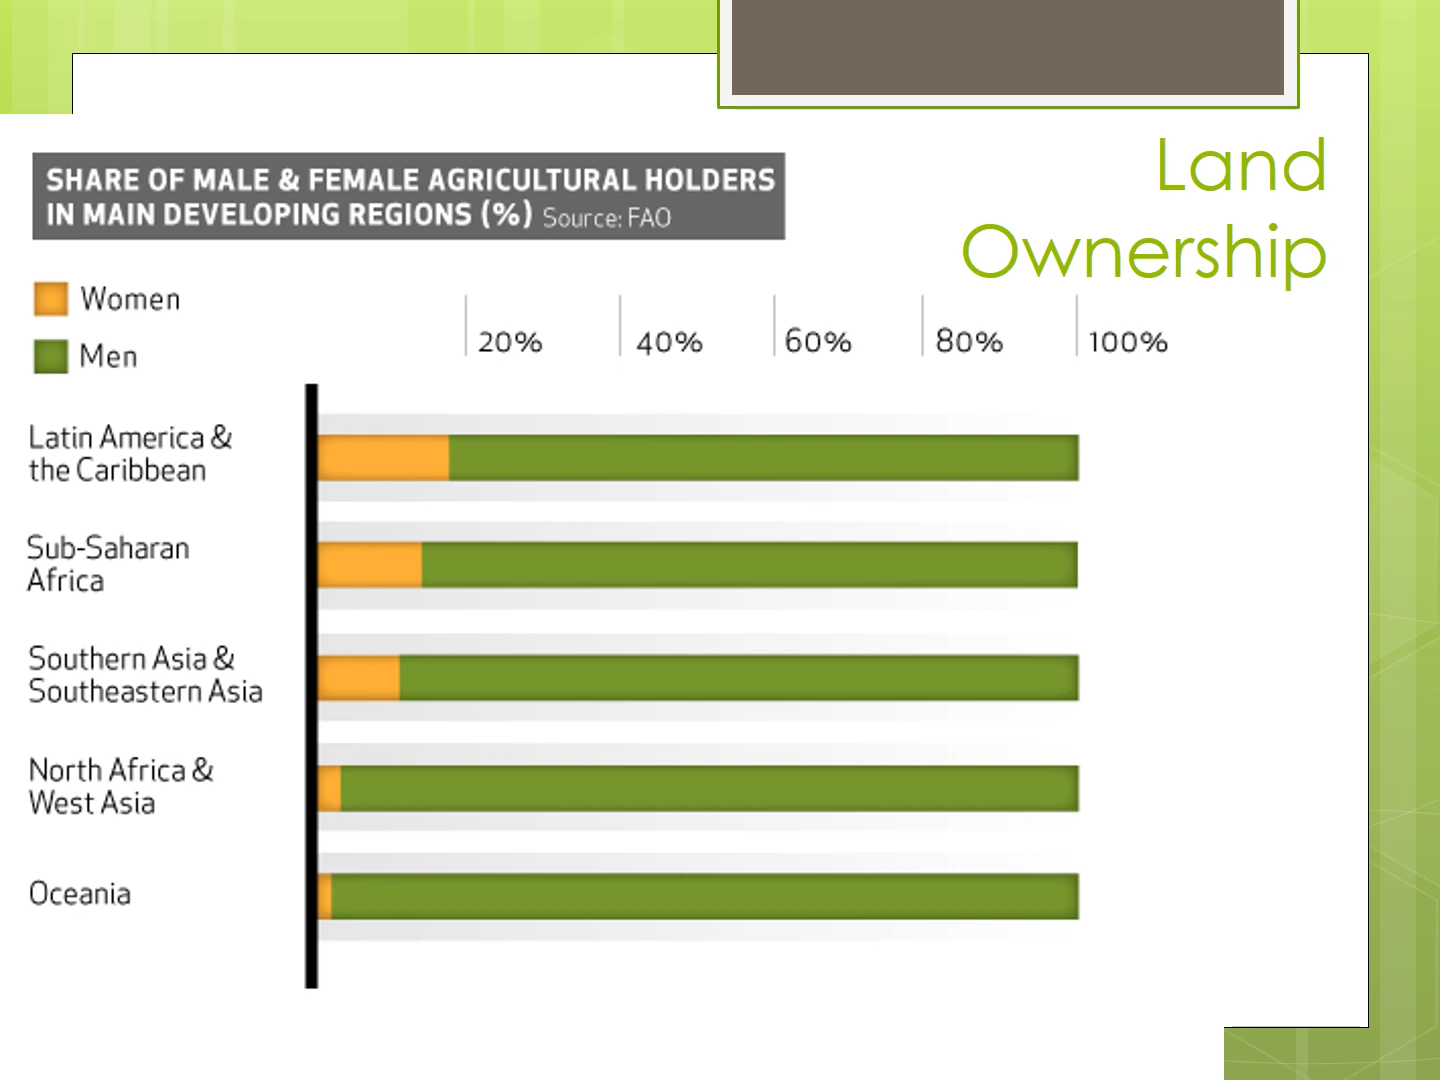 Land
Ownership
SHARE OF MALE & FEMALE AGRICULTURAL HOLDERS
IN MAIN DEVELOPING REGIONS (%) Source: FAO
Women
Men
20% 40% 60% 80% 100%
Latin America &
the Caribbean
Sub-Saharan
Africa
Southern Asia &
Southeastern Asia
North Africa &
West Asia
Oceania